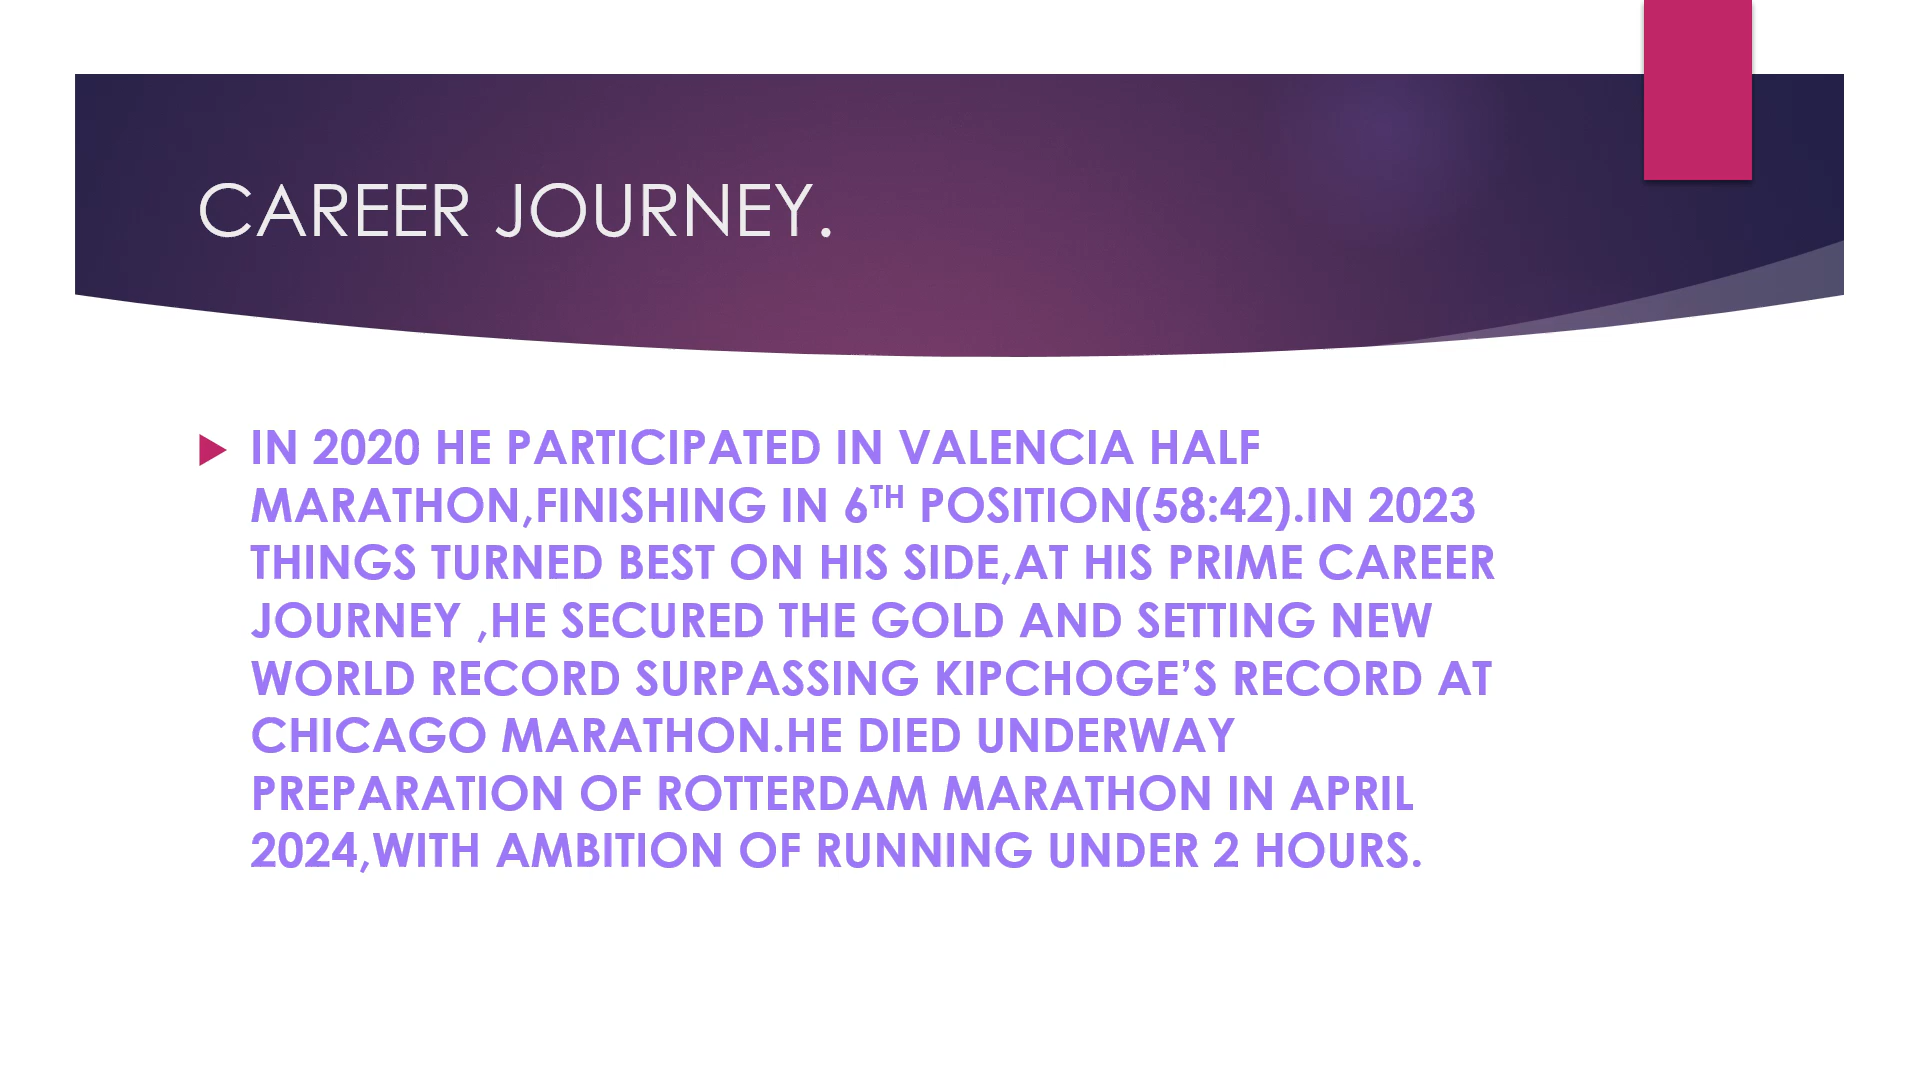 CAREER JOURNEY.
IN 2020 HE PARTICIPATED IN VALENCIA HALF
MARATHON,FINISHING IN 6TH POSITION(58:42).IN 2023
THINGS TURNED BEST ON HIS SIDE,AT HIS PRIME CAREER
JOURNEY ,HE SECURED THE GOLD AND SETTING NEW
WORLD RECORD SURPASSING KIPCHOGE’S RECORD AT
CHICAGO MARATHON.HE DIED UNDERWAY
PREPARATION OF ROTTERDAM MARATHON IN APRIL
2024,WITH AMBITION OF RUNNING UNDER 2 HOURS.